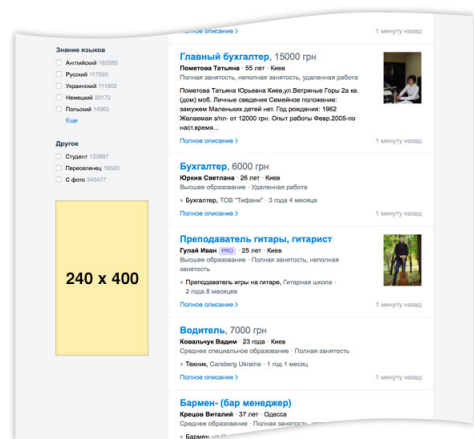 Полное описание >
1 минуту назад
Знание языков
Английский 165565
Русский 117593
Украинский 111002
Немецкий 20172
Польский 14962
Еще
Другое
Студент 123887
Переселенец 19300
С фото 343477
240 x 400
Главный бухгалтер, 15000 грн
Пометова Татьяна · 55 лет · Киев
Полная занятость, неполная занятость, удаленная работа
Пометова Татьяна Юрьевна Киев,ул.Ветряные Горы 2а кв.
(дом) моб. Личные сведения Семейное положение:
замужем Маленьких детей нет. Год рождения: 1962
Желаемая з/пл- от 12000 грн. Опыт работы Февр.2005-по
наст.время...
Полное описание >
1 минуту назад
Бухгалтер, 6000 грн
Юркив Светлана · 26 лет · Киев
Высшее образование · Удаленная работа
Бухгалтер, ТОВ "Тифани" · 3 года 4 месяца
Полное описание >
1 минуту назад
Преподаватель гитары, гитарист
Гулай Иван PRO · 25 лет · Киев
Высшее образование · Полная занятость, неполная
занятость
Преподаватель игры на гитаре, Гитарная школа ·
2 года 8 месяцев
Полное описание >
1 минуту назад
Водитель, 7000 грн
Ковальчук Вадим · 23 года · Киев
Среднее специальное образование · Полная занятость
Техник, Carsberg Ukraine · 1 год 1 месяц
Полное описание >
1 минуту назад
Бармен- (бар менеджер)
Крецов Виталий · 37 лет · Одесса
Среднее образование · Полная занятость,
Бармен,